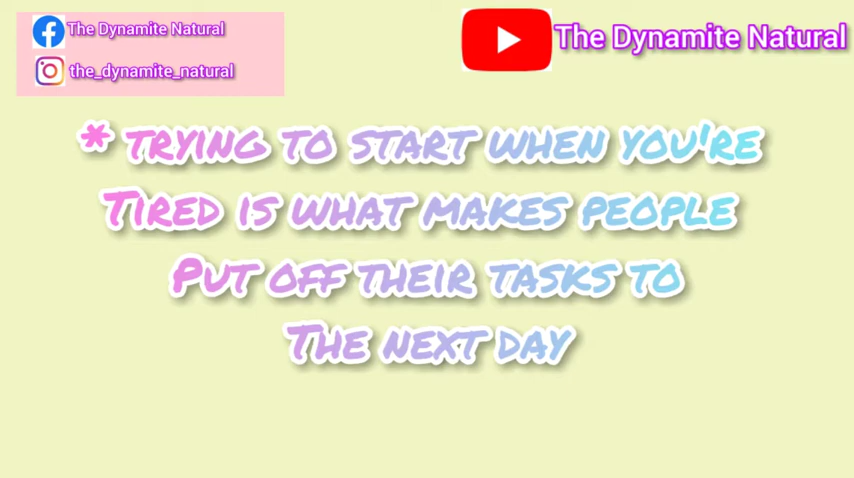 The Dynamite Natural
the_dynamite_natural
The Dynamite Natural
* TRYING TO START WHEN YOU'RE
TIRED IS WHAT MAKES PEOPLE
PUT OFF THEIR TASKS TO
THE NEXT DAY